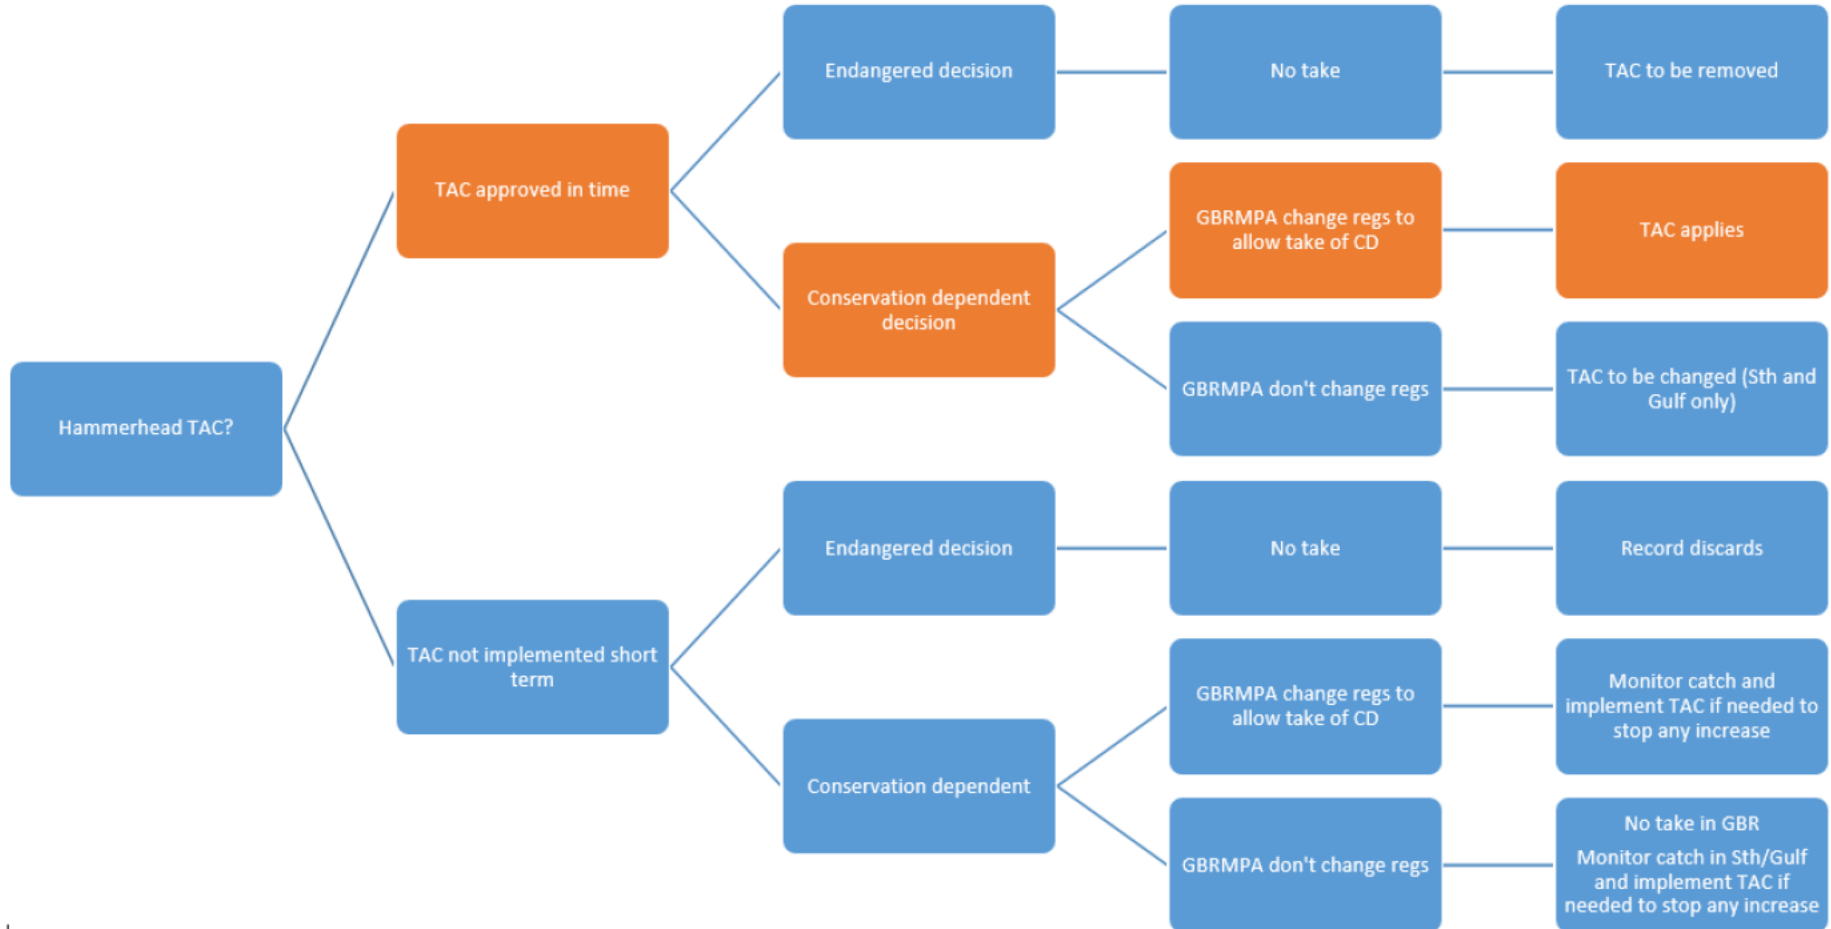 Hammerhead TAC?
TAC approved in time
Endangered decision
No take
TAC to be removed
Conservation dependent
decision
GBRMPA change regs to
allow take of CD
TAC applies
GBRMPA don't change regs
TAC to be changed (Sth and
Gulf only)
TAC not implemented short
term
Endangered decision
No take
Record discards
Conservation dependent
GBRMPA change regs to
allow take of CD
Monitor catch and
implement TAC if needed to
stop any increase
GBRMPA don't change regs
No take in GBR
Monitor catch in Sth/Gulf
and implement TAC if
needed to stop any increase